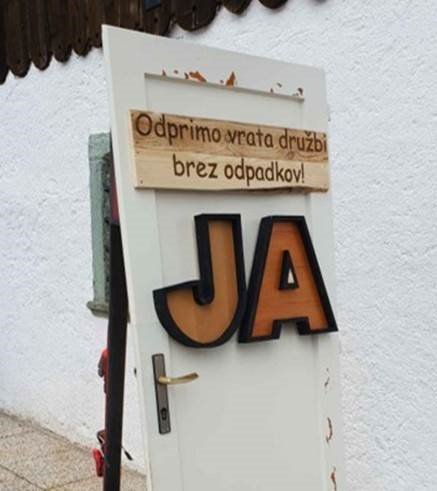 Odprimo vrata družbi
brez odpadkov!
JA